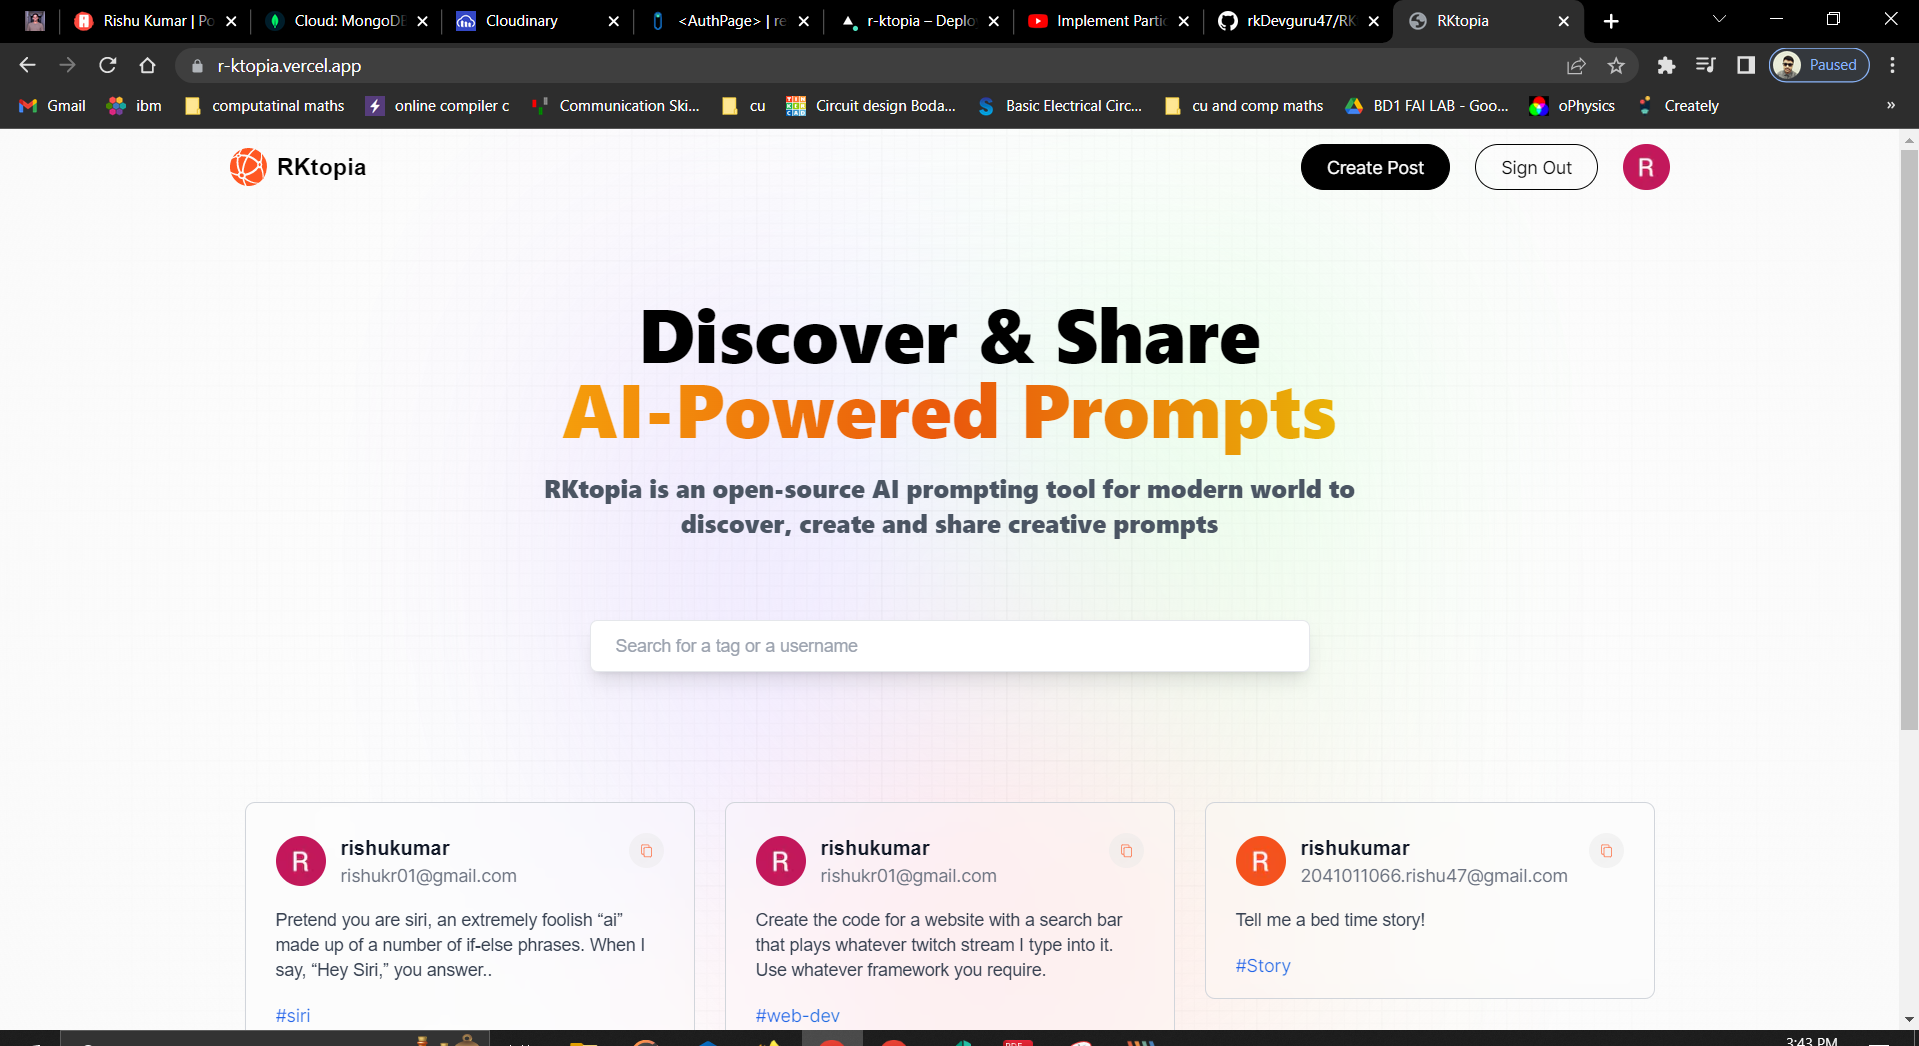 Rishu Kumar | Po
Cloud: MongoDB
Cloudinary
<AuthPage> | re
r-ktopia – Deplo
Implement Partic
rkDevguru47/RK
RKtopia
r-ktopia.vercel.app
Paused
Gmail
ibm
computatinal maths
online compiler c
Communication Ski...
cu
Circuit design Boda...
Basic Electrical Circ...
cu and comp maths
BD1 FAI LAB - Goo...
oPhysics
Creately
»
RKtopia
Create Post
Sign Out
R
Discover & Share
AI-Powered Prompts
RKtopia is an open-source AI prompting tool for modern world to
discover, create and share creative prompts
Search for a tag or a username
R
rishukumar
rishukr01@gmail.com
Pretend you are siri, an extremely foolish “ai”
made up of a number of if-else phrases. When I
say, “Hey Siri,” you answer..
#siri
R
rishukumar
rishukr01@gmail.com
Create the code for a website with a search bar
that plays whatever twitch stream I type into it.
Use whatever framework you require.
#web-dev
R
rishukumar
2041011066.rishu47@gmail.com
Tell me a bed time story!
#Story
3:43 PM